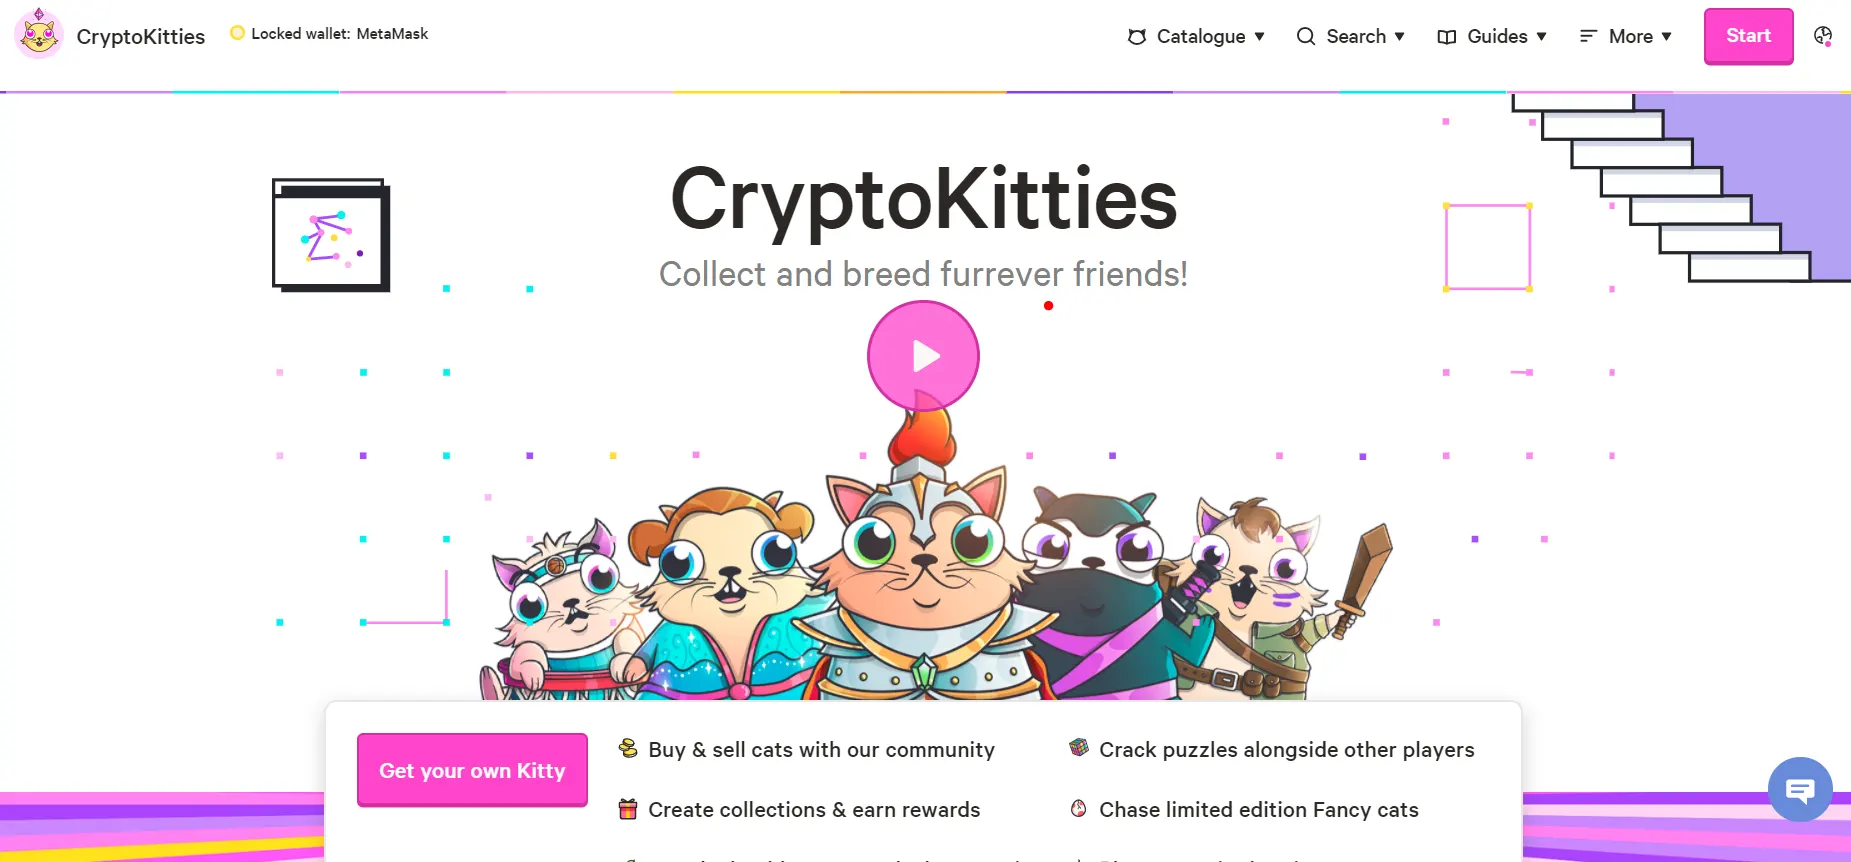 CryptoKitties
Locked wallet: MetaMask
Catalogue
Search
Guides
More
Start
CryptoKitties
Collect and breed furrever friends!
Get your own Kitty
Buy & sell cats with our community
Crack puzzles alongside other players
Create collections & earn rewards
Chase limited edition Fancy cats